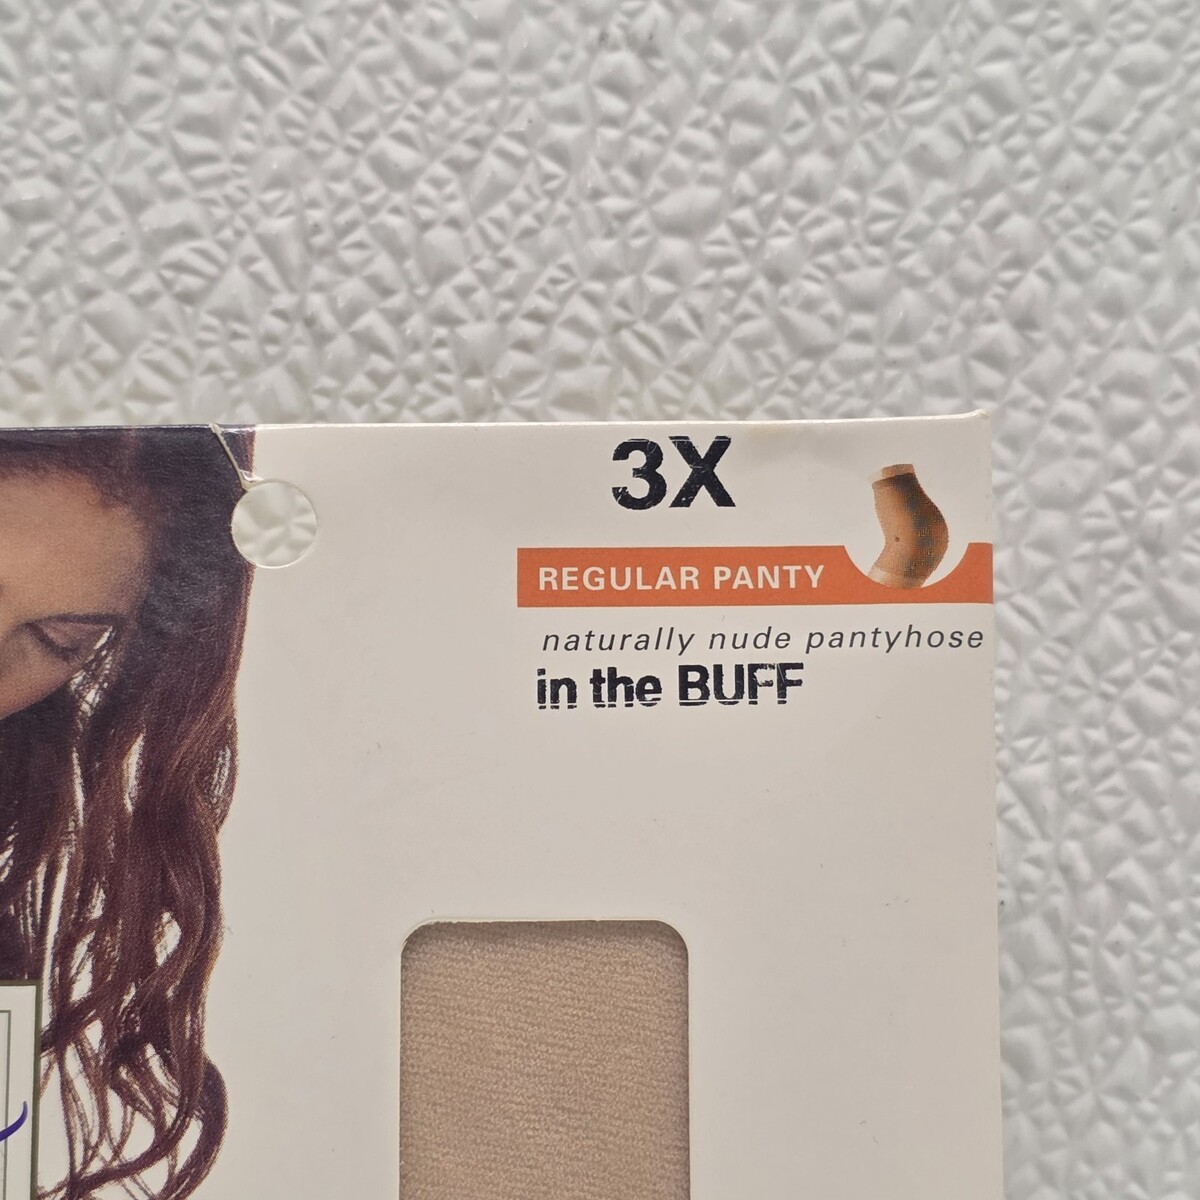 3X
REGULAR PANTY
naturally nude pantyhose
in the BUFF